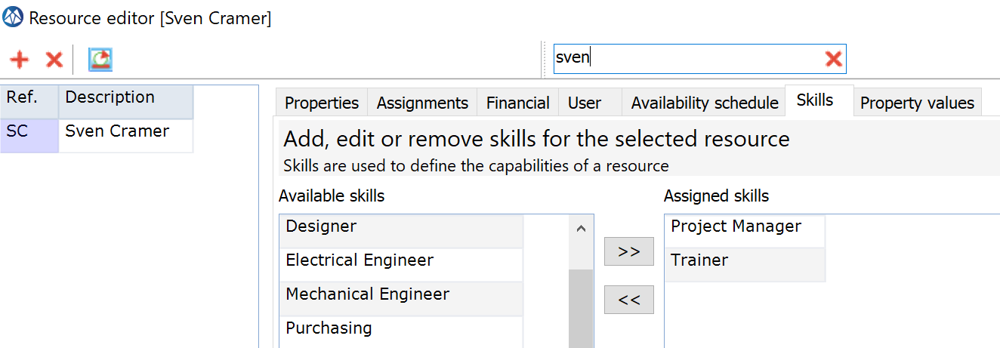 Resource editor [Sven Cramer]
sven
Ref. Description
SC Sven Cramer
Properties Assignments Financial User Availability schedule Skills Property values
Add, edit or remove skills for the selected resource
Skills are used to define the capabilities of a resource
Available skills
Designer
Electrical Engineer
Mechanical Engineer
Purchasing
>>
<<
Assigned skills
Project Manager
Trainer